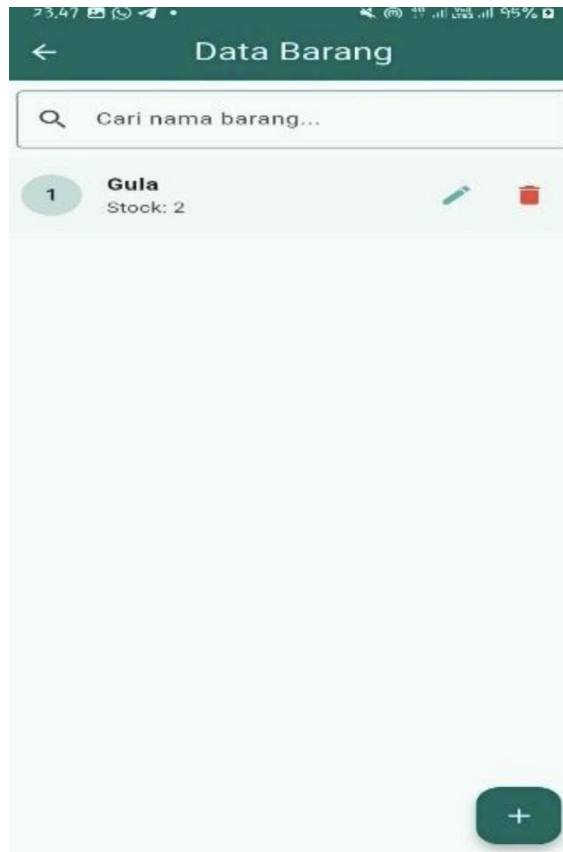 23.47 95%
Data Barang
Cari nama barang...
1
Gula
Stock: 2
+